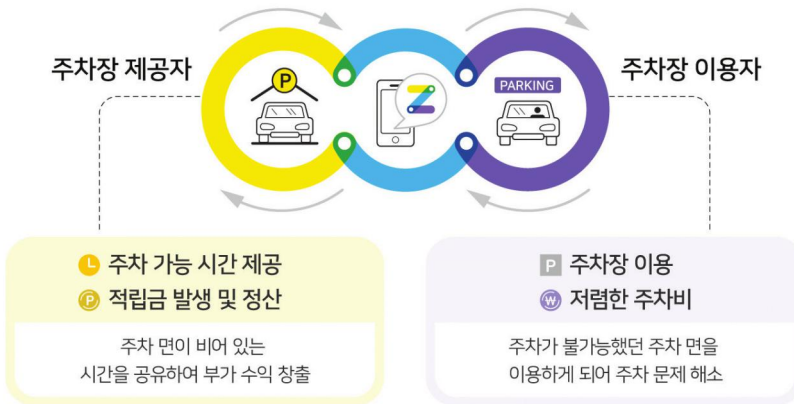 주차장 제공자
P
PARKING
주차장 이용자
주차 가능 시간 제공
P 적립금 발생 및 정산
주차 면이 비어 있는
시간을 공유하여 부가 수익 창출
P 주차장 이용
₩ 저렴한 주차비
주차가 불가능했던 주차 면을
이용하게 되어 주차 문제 해소